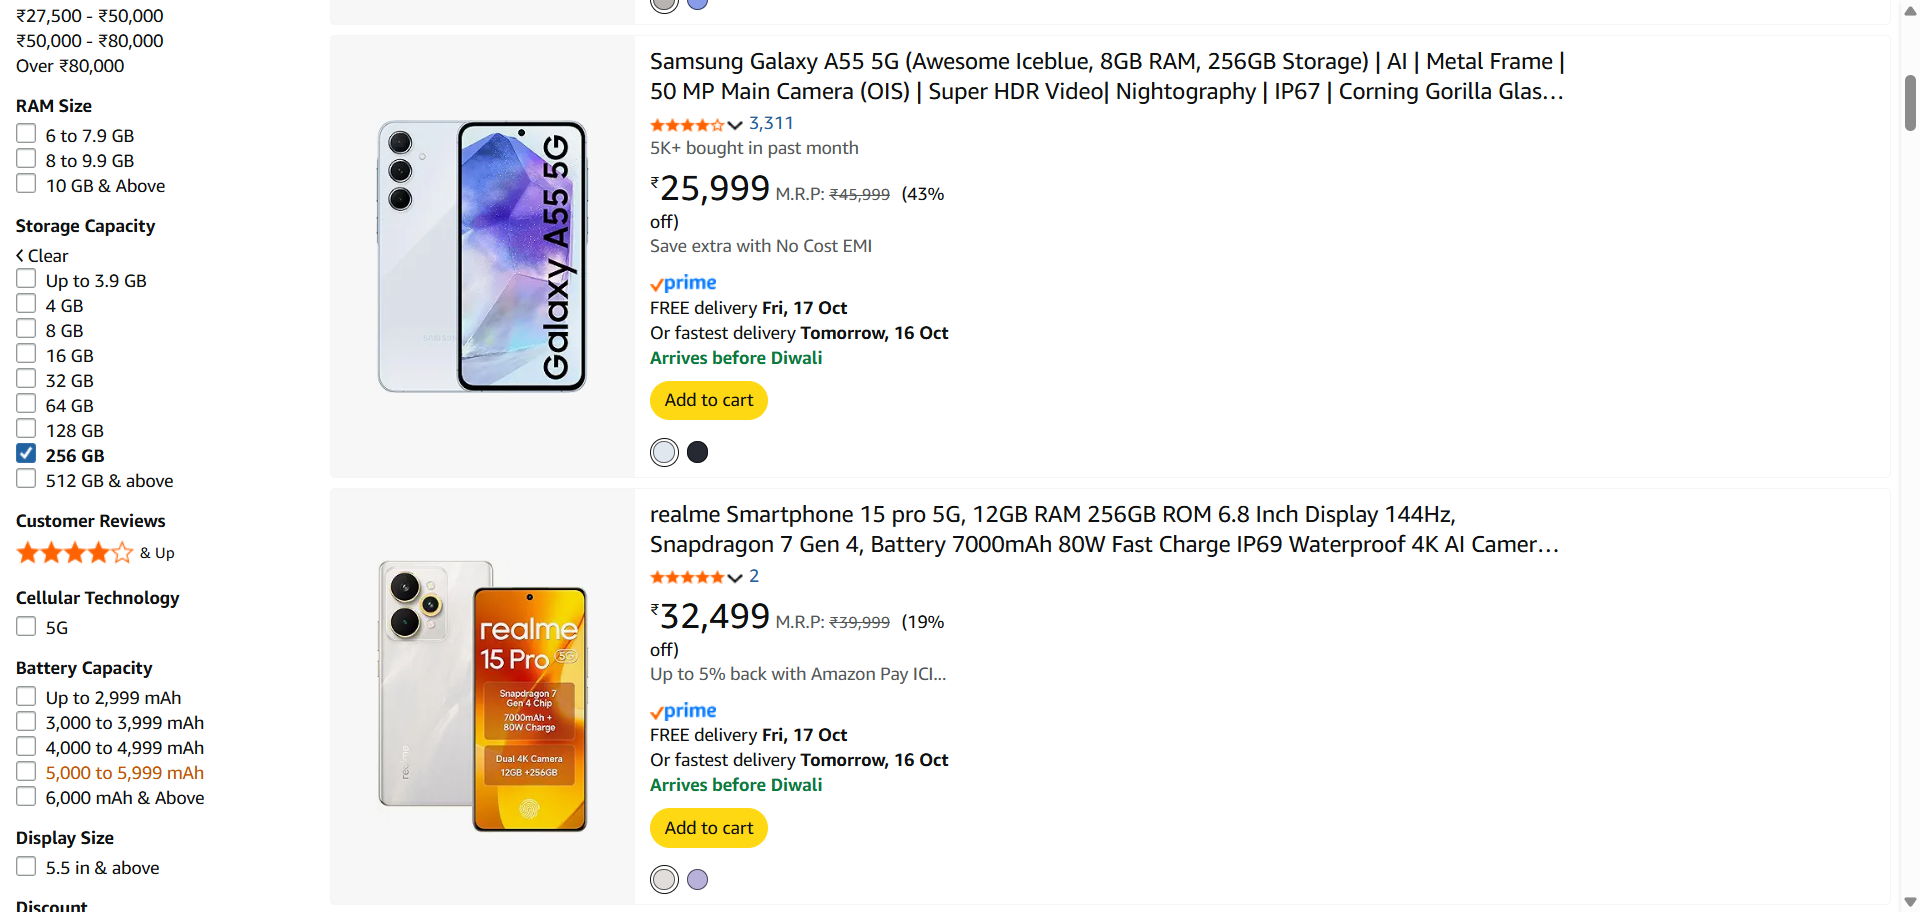 ₹27,500 - ₹50,000
₹50,000 - ₹80,000
Over ₹80,000
RAM Size
6 to 7.9 GB
8 to 9.9 GB
10 GB & Above
Storage Capacity
Clear
Up to 3.9 GB
4 GB
8 GB
16 GB
32 GB
64 GB
128 GB
256 GB
512 GB & above
Customer Reviews
& Up
Cellular Technology
5G
Battery Capacity
Up to 2,999 mAh
3,000 to 3,999 mAh
4,000 to 4,999 mAh
5,000 to 5,999 mAh
6,000 mAh & Above
Display Size
5.5 in & above
Discount
Galaxy A55 5G
SAMSUNG
Samsung Galaxy A55 5G (Awesome Iceblue, 8GB RAM, 256GB Storage) | AI | Metal Frame |
50 MP Main Camera (OIS) | Super HDR Video| Nightography | IP67 | Corning Gorilla Glas…
3,311
5K+ bought in past month
₹25,999 M.R.P: ₹45,999 (43%
off)
Save extra with No Cost EMI
prime
FREE delivery Fri, 17 Oct
Or fastest delivery Tomorrow, 16 Oct
Arrives before Diwali
Add to cart
realme
realme
15 Pro 5G
Snapdragon 7
Gen 4 Chip
7000mAh +
80W Charge
Dual 4K Camera
12GB +256GB
realme Smartphone 15 pro 5G, 12GB RAM 256GB ROM 6.8 Inch Display 144Hz,
Snapdragon 7 Gen 4, Battery 7000mAh 80W Fast Charge IP69 Waterproof 4K AI Camer…
2
₹32,499 M.R.P: ₹39,999 (19%
off)
Up to 5% back with Amazon Pay ICI...
prime
FREE delivery Fri, 17 Oct
Or fastest delivery Tomorrow, 16 Oct
Arrives before Diwali
Add to cart